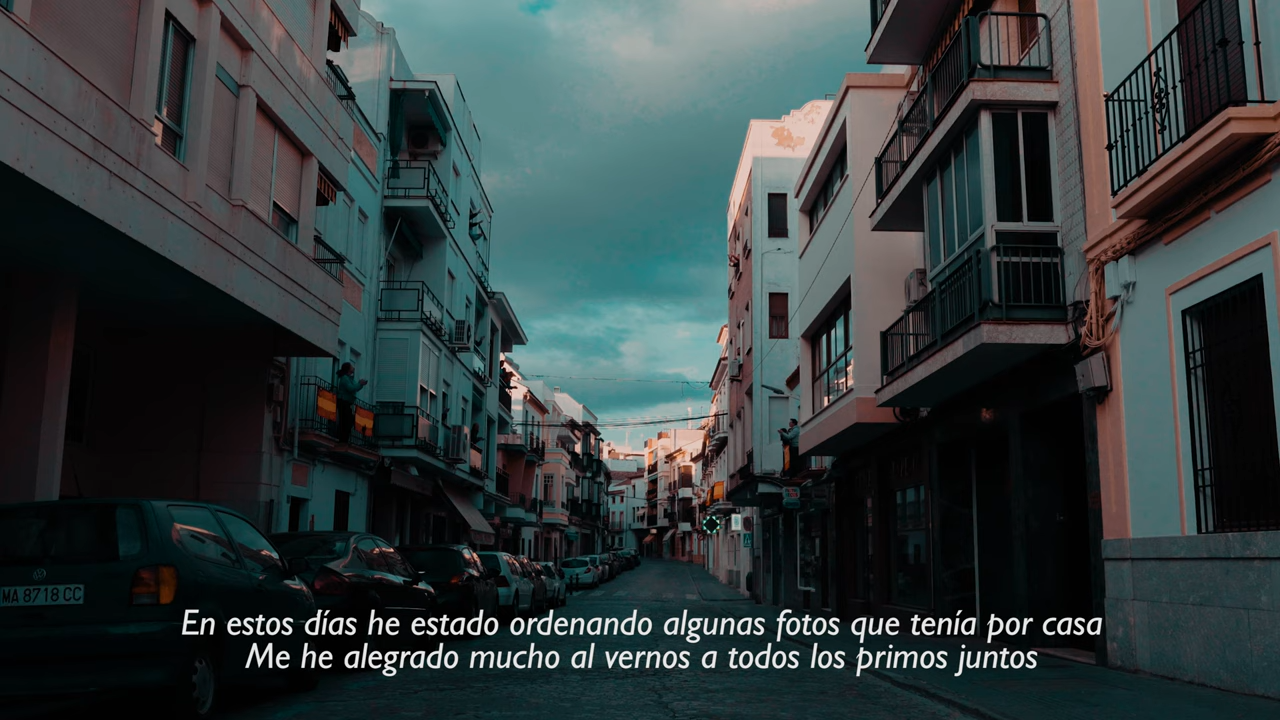 MA 8718 CC
En estos días he estado ordenando algunas fotos que tenía por casa
Me he alegrado mucho al vernos a todos los primos juntos